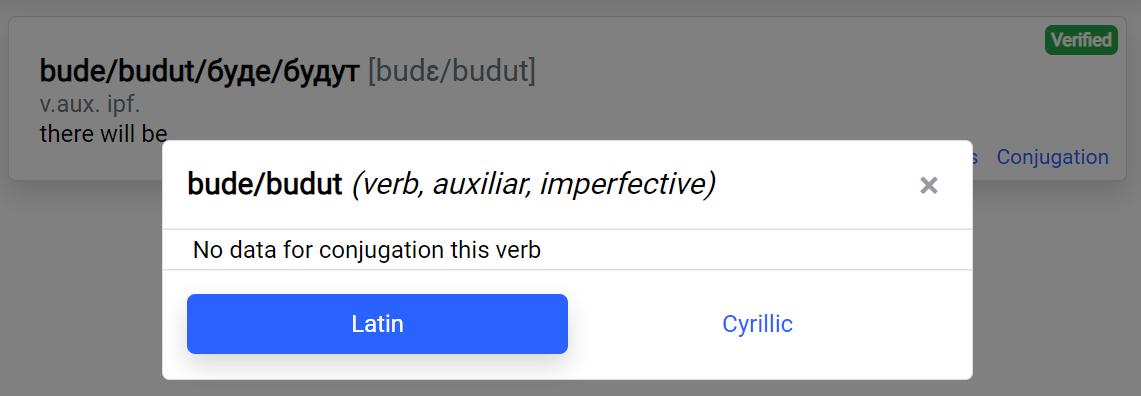 Verified
bude/budut/буде/будут [budɛ/budut]
v.aux. ipf.
there will be
s Conjugation
bude/budut (verb, auxiliar, imperfective) ×
No data for conjugation this verb
Latin Cyrillic